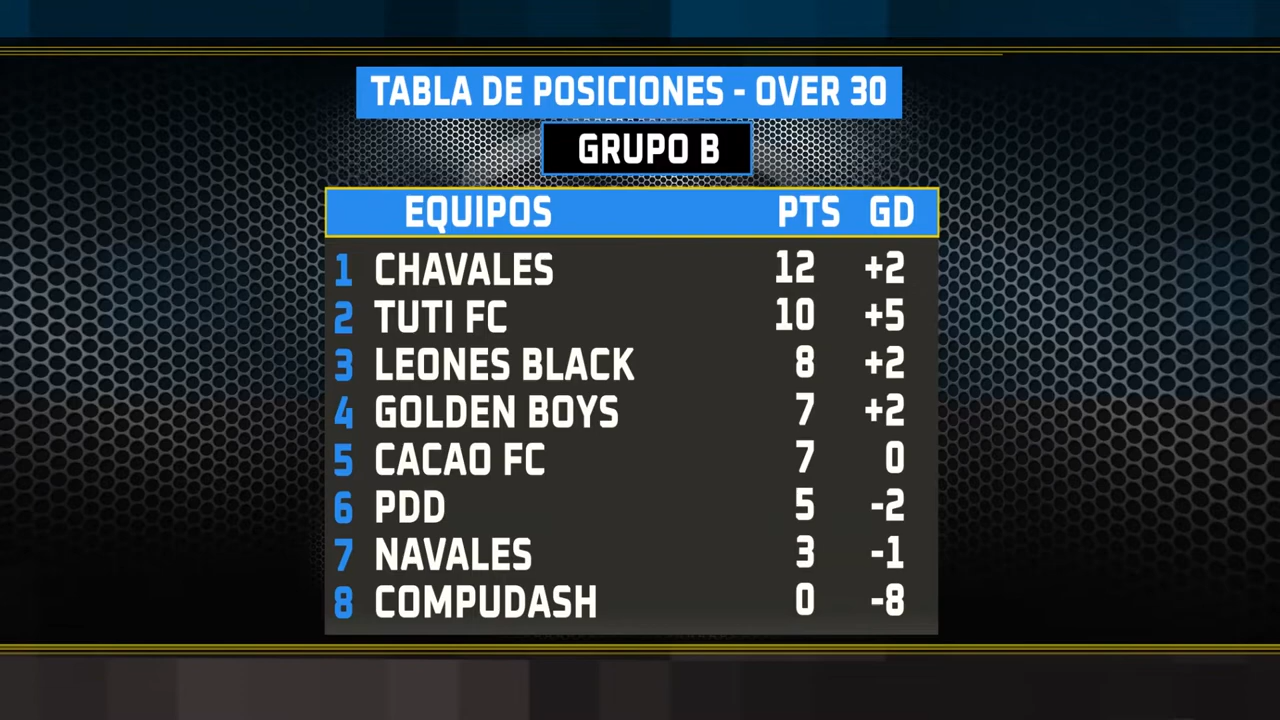 TABLA DE POSICIONES - OVER 30
GRUPO B
EQUIPOS PTS GD
1 CHAVALES 12 +2
2 TUTI FC 10 +5
3 LEONES BLACK 8 +2
4 GOLDEN BOYS 7 +2
5 CACAO FC 7 0
6 PDD 5 -2
7 NAVALES 3 -1
8 COMPUDASH 0 -8